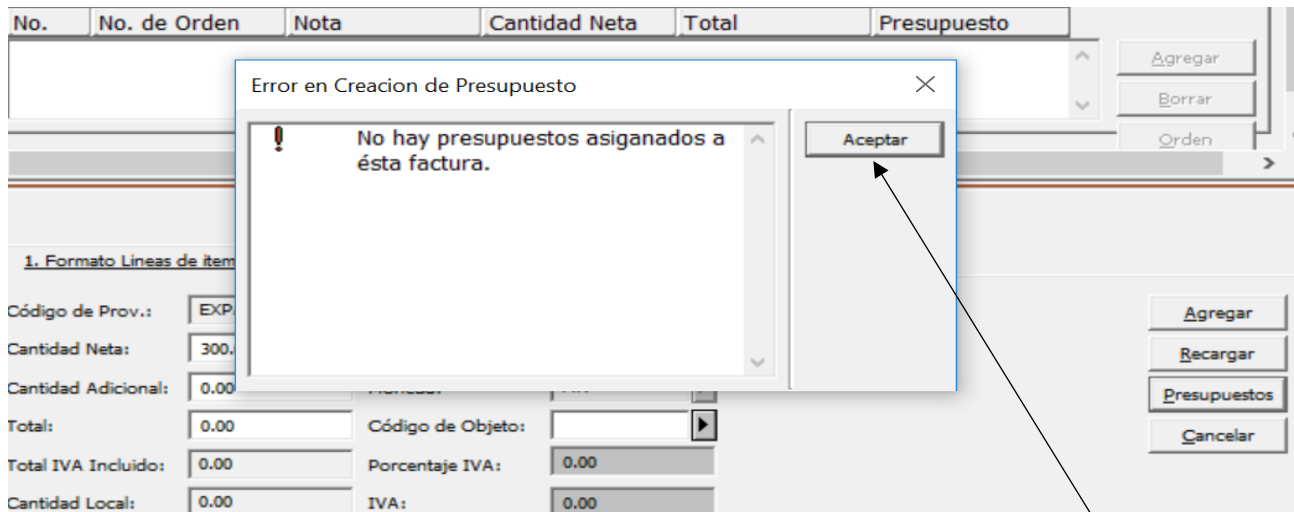 No. No. de Orden Nota Cantidad Neta Total Presupuesto
Agregar
Borrar
Orden
Error en Creacion de Presupuesto
No hay presupuestos asiganados a
ésta factura.
Aceptar
1. Formato Lineas de item
Código de Prov.: EXP
Cantidad Neta: 300.
Cantidad Adicional: 0.00
Total: 0.00 Código de Objeto:
Total IVA Incluido: 0.00 Porcentaje IVA: 0.00
Cantidad Local: 0.00 IVA: 0.00
Agregar
Recargar
Presupuestos
Cancelar